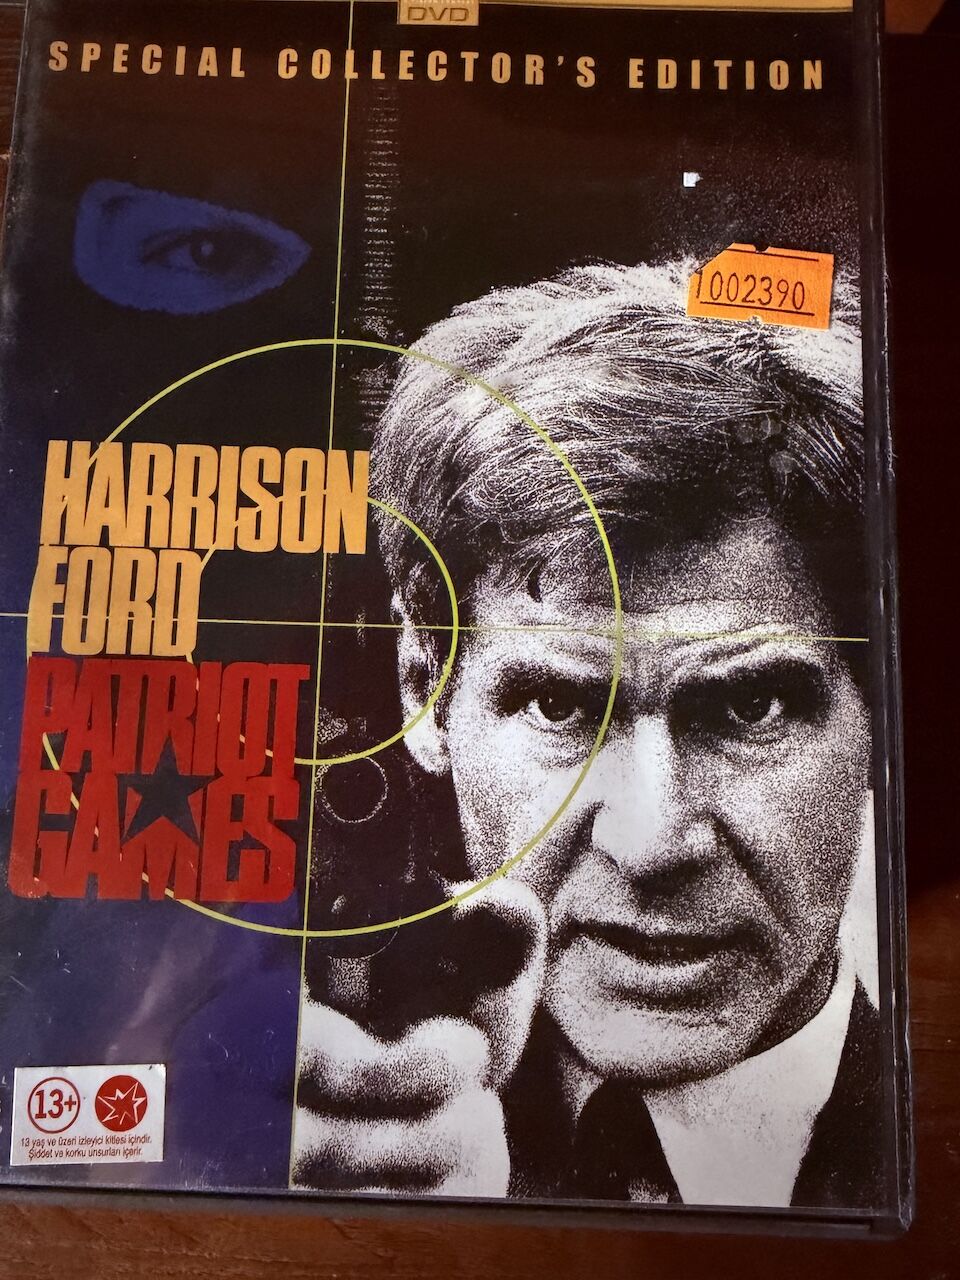 DVD
SPECIAL COLLECTOR'S EDITION
1002390
HARRISON
FORD
PATRIOT
GAMES
13+
13 yaş ve üzeri izleyici kitlesi içindir.
Şiddet ve korku unsurları içerir.